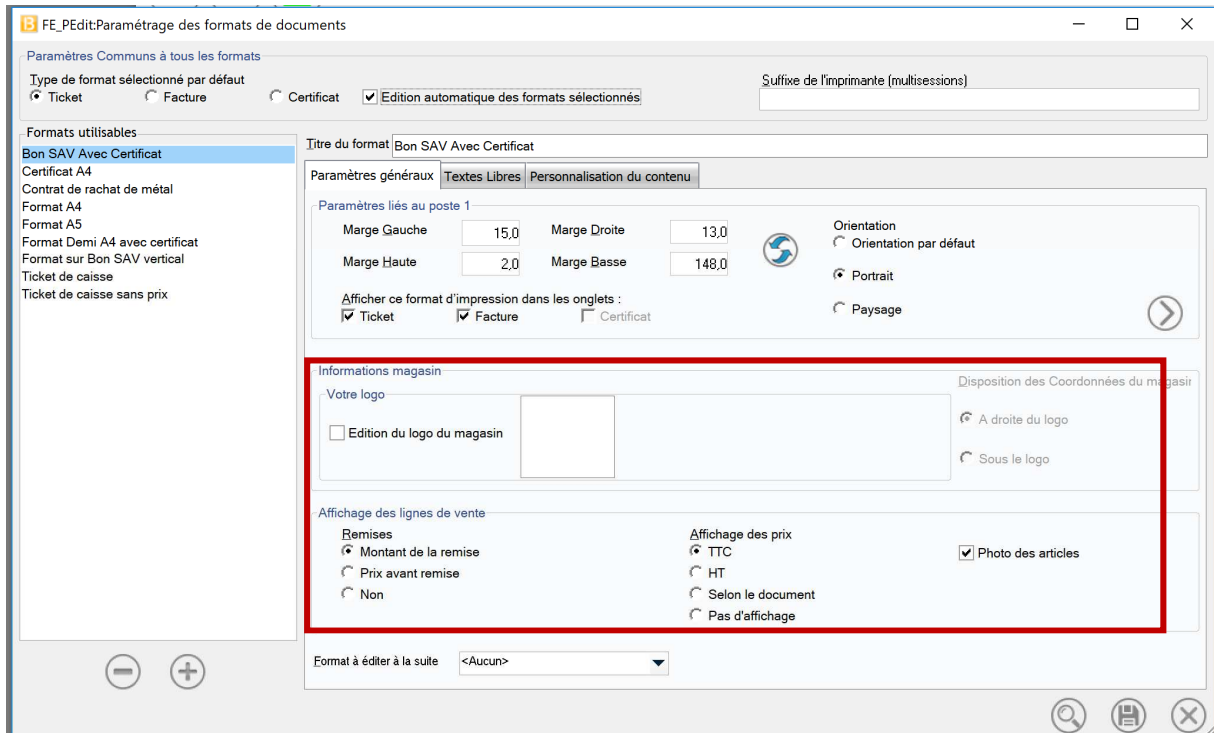 FE_PEdit:Paramétrage des formats de documents
Paramètres Communs à tous les formats
Type de format sélectionné par défaut
Suffixe de l'imprimante (multisessions)
Ticket Facture Certificat Edition automatique des formats sélectionnés
Formats utilisables
Bon SAV Avec Certificat
Certificat A4
Contrat de rachat de métal
Format A4
Format A5
Format Demi A4 avec certificat
Format sur Bon SAV vertical
Ticket de caisse
Ticket de caisse sans prix
Titre du format Bon SAV Avec Certificat
Paramètres généraux Textes Libres Personnalisation du contenu
Paramètres liés au poste 1
Marge Gauche 15,0 Marge Droite 13,0
Marge Haute 2,0 Marge Basse 148,0
Orientation
Orientation par défaut
Portrait
Paysage
Afficher ce format d'impression dans les onglets :
Ticket Facture Certificat
Informations magasin
Votre logo
Edition du logo du magasin
Disposition des Coordonnées du magasin
A droite du logo
Sous le logo
Affichage des lignes de vente
Remises
Montant de la remise
Prix avant remise
Non
Affichage des prix
TTC
HT
Selon le document
Pas d'affichage
Photo des articles
Format à éditer à la suite <Aucun>